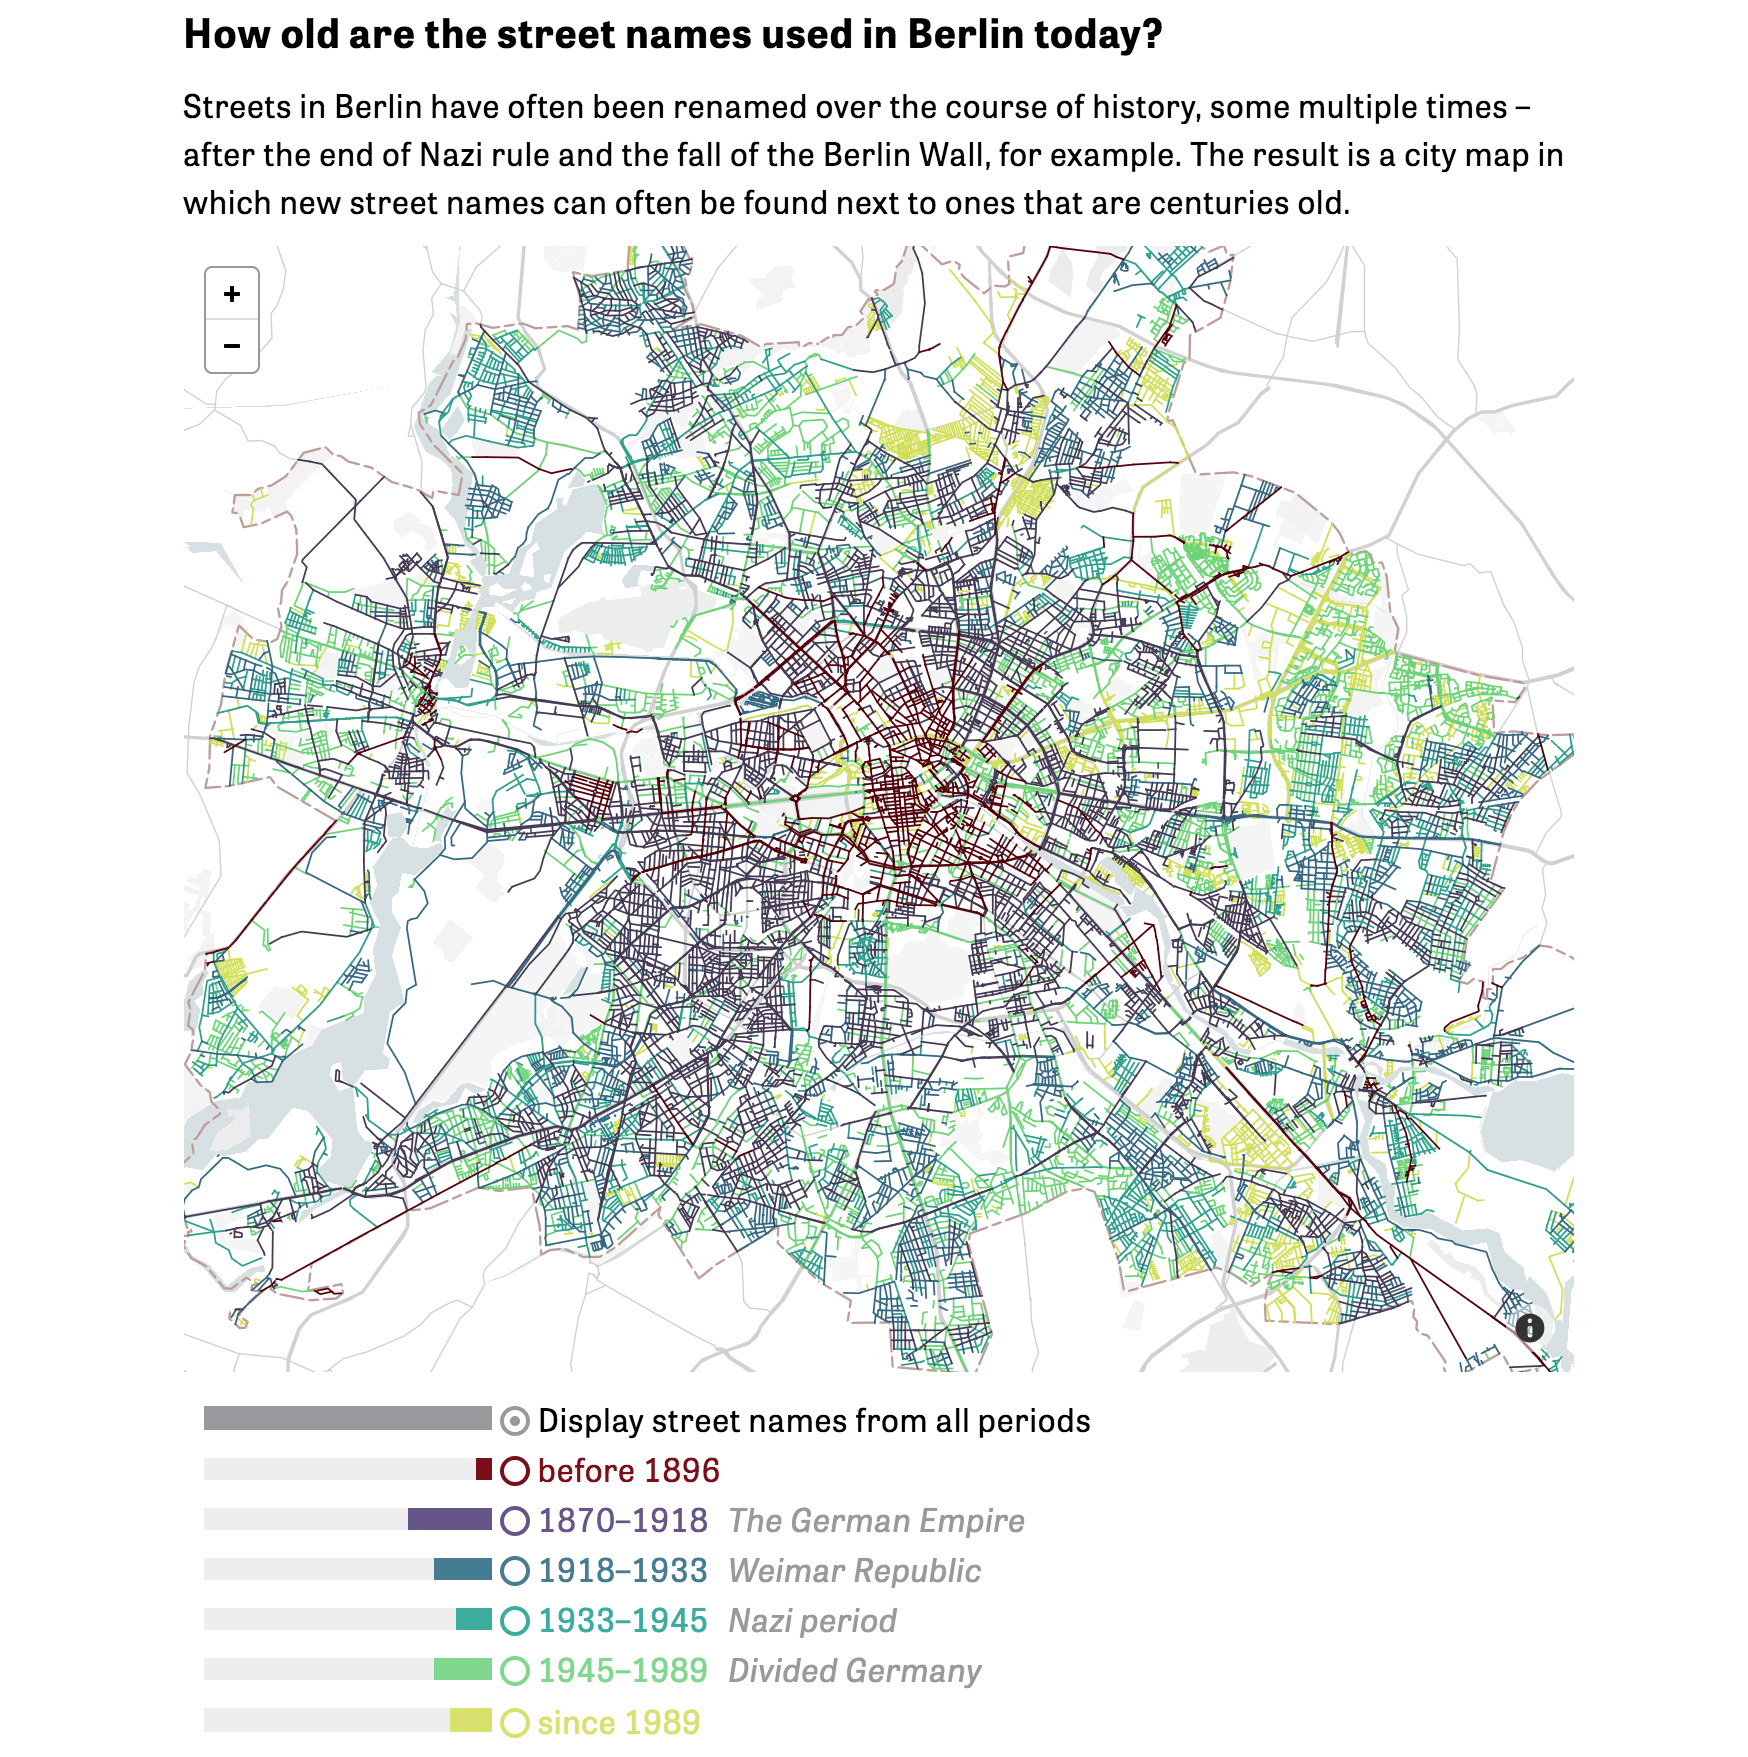 How old are the street names used in Berlin today?
Streets in Berlin have often been renamed over the course of history, some multiple times –
after the end of Nazi rule and the fall of the Berlin Wall, for example. The result is a city map in
which new street names can often be found next to ones that are centuries old.
+
−
i
Display street names from all periods
before 1896
1870–1918 The German Empire
1918–1933 Weimar Republic
1933–1945 Nazi period
1945–1989 Divided Germany
since 1989